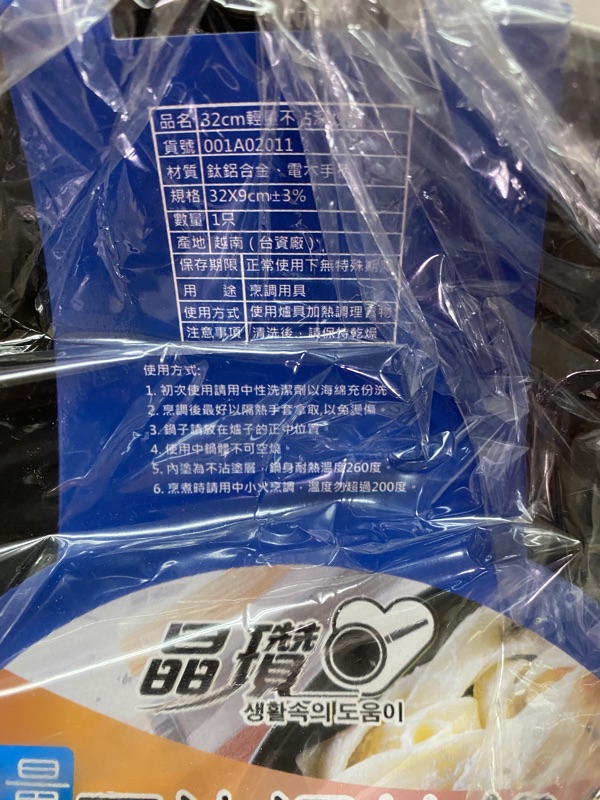 品名 32cm輕量不沾深
貨號 001A02011
材質 鈦鋁合金、電木手
規格 32X9cm±3%
數量 1只
產地 越南(台資廠)
保存期限 正常使用下無特殊期
用途 烹調用具
使用方式 使用爐具加熱調理食物
注意事項 清洗後,請保持乾燥
使用方式:
1. 初次使用請用中性洗潔劑以海綿充份洗
2. 烹調後最好以隔熱手套拿取,以免燙傷。
3. 鍋子請放在爐子的正中位置
4. 使用中鍋體不可空燒
5. 內塗為不沾塗層,鍋身耐熱溫度260度。
6. 烹煮時請用中小火烹調,溫度勿超過200度。
晶瓚
생활속의도움이